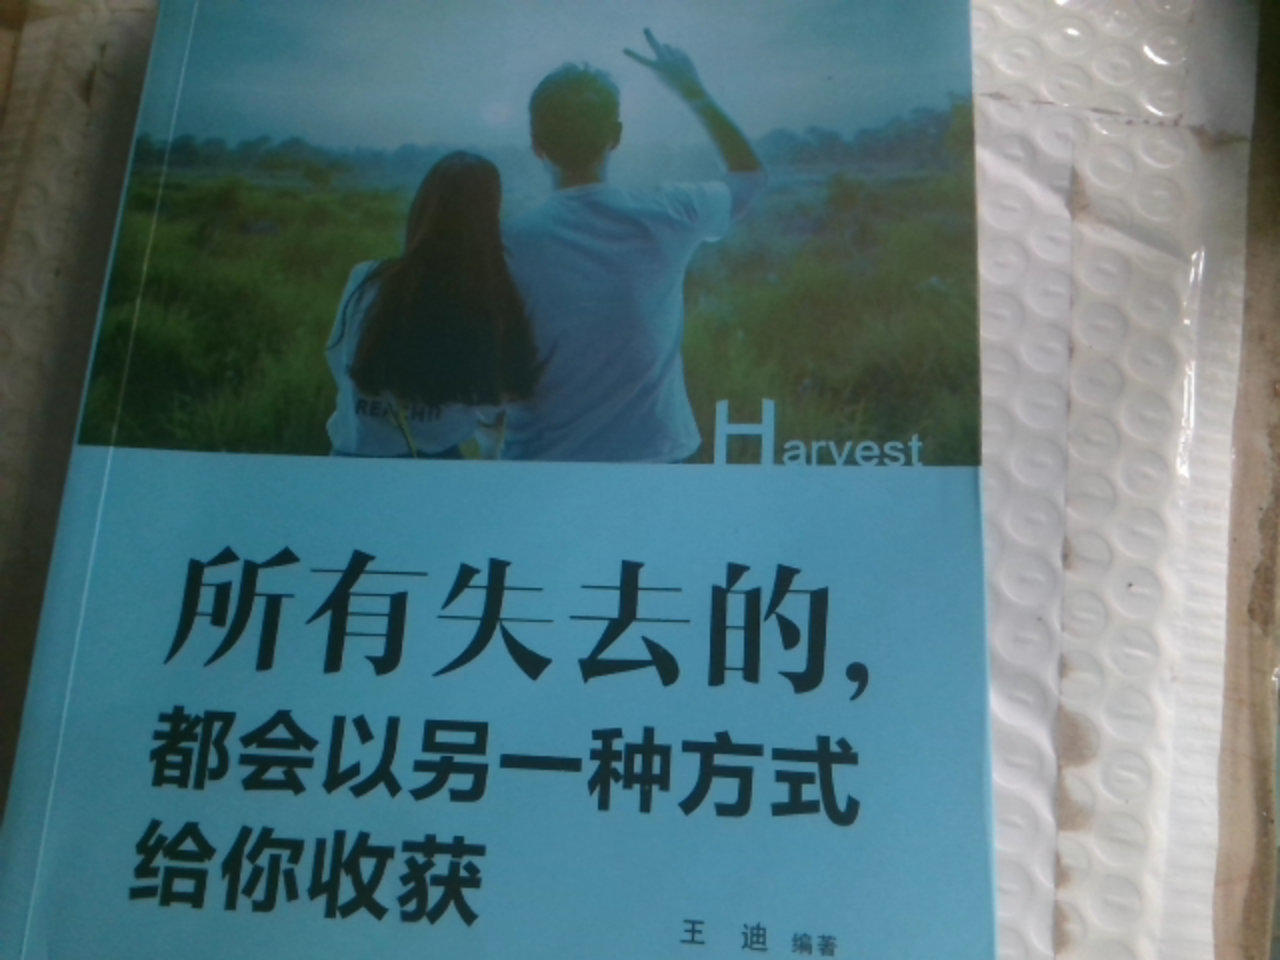 Harvest
所有失去的，
都会以另一种方式
给你收获
王 迪 编著